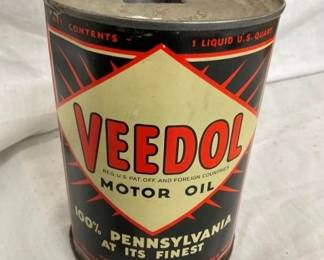 CONTENTS - 1 LIQUID U.S. QUART
VEEDOL
REG. U.S. PAT. OFF. AND FOREIGN COUNTRIES
MOTOR OIL
100% PENNSYLVANIA
AT ITS FINEST